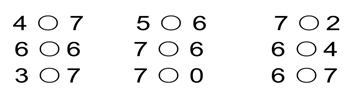 4 ○ 7 5 ○ 6 7 ○ 2
6 ○ 6 7 ○ 6 6 ○ 4
3 ○ 7 7 ○ 0 6 ○ 7